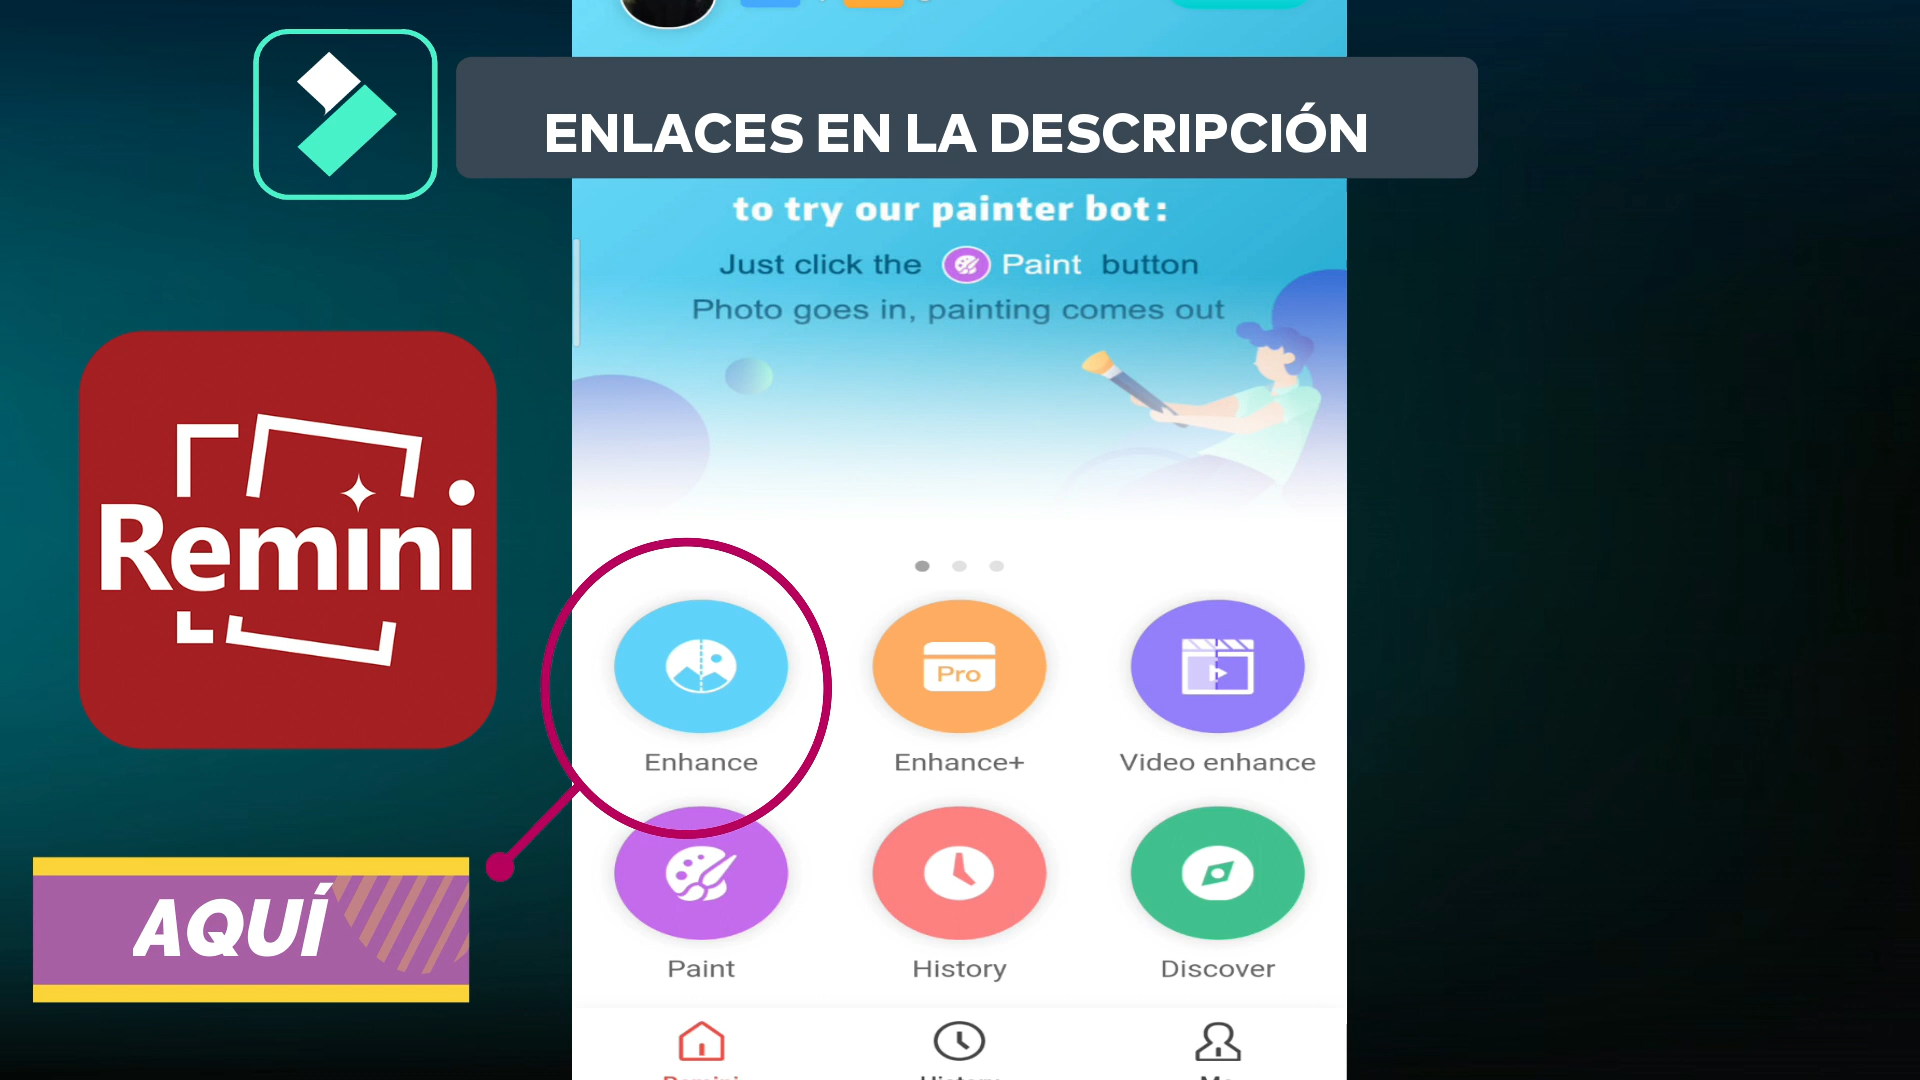 ENLACES EN LA DESCRIPCIÓN
to try our painter bot:
Just click the Paint button
Photo goes in, painting comes out
Remini
Pro
Enhance
Enhance+
Video enhance
AQUÍ
Paint
History
Discover